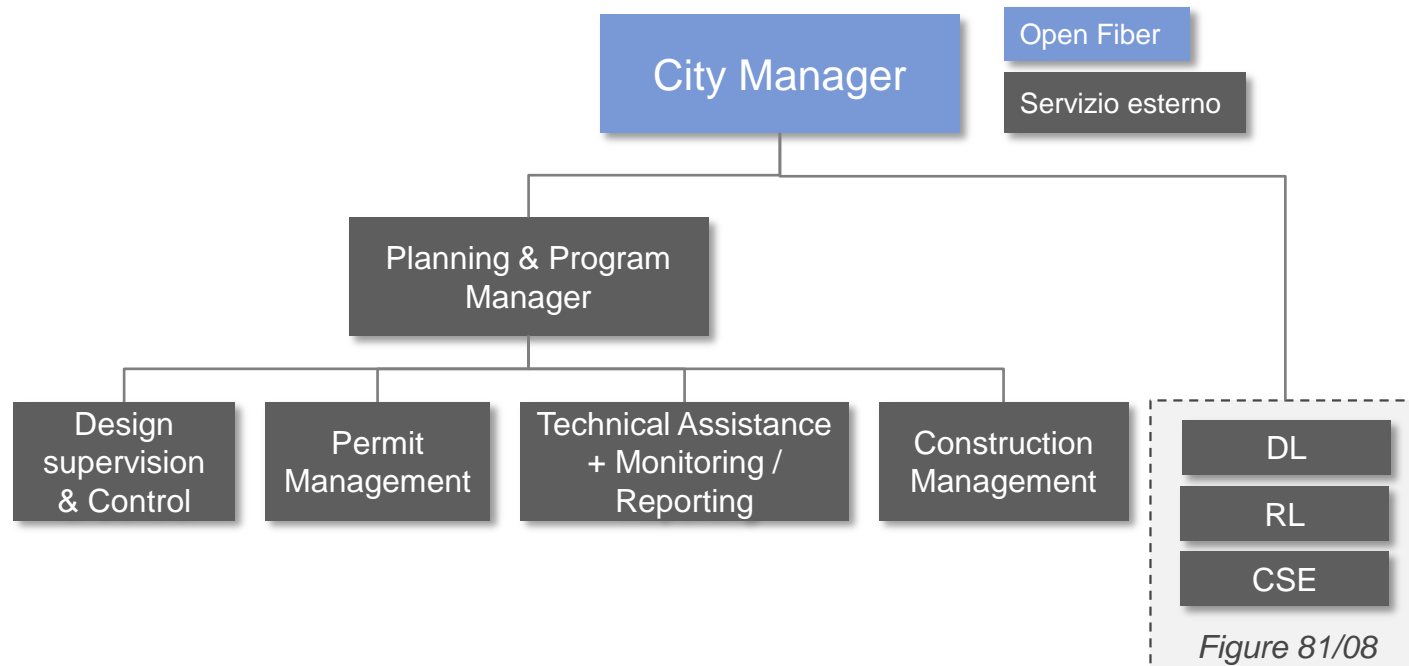 City Manager
Open Fiber
Servizio esterno
Planning & Program
Manager
Design
supervision
& Control
Permit
Management
Technical Assistance
+ Monitoring /
Reporting
Construction
Management
DL
RL
CSE
Figure 81/08